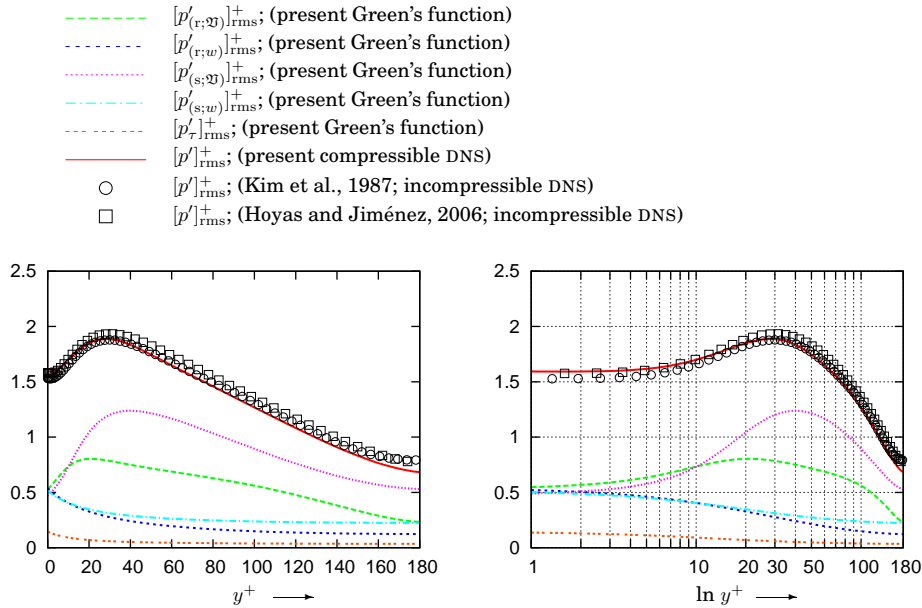 [p′(r;𝔙)]⁺rms; (present Green's function)
[p′(r;w)]⁺rms; (present Green's function)
[p′(s;𝔙)]⁺rms; (present Green's function)
[p′(s;w)]⁺rms; (present Green's function)
[p′τ]⁺rms; (present Green's function)
[p′]⁺rms; (present compressible DNS)
[p′]⁺rms; (Kim et al., 1987; incompressible DNS)
[p′]⁺rms; (Hoyas and Jiménez, 2006; incompressible DNS)
2.5
2
1.5
1
0.5
0
0 20 40 60 80 100 120 140 160 180
y⁺ ⟶
2.5
2
1.5
1
0.5
0
1 10 20 30 50 100 180
ln y⁺ ⟶